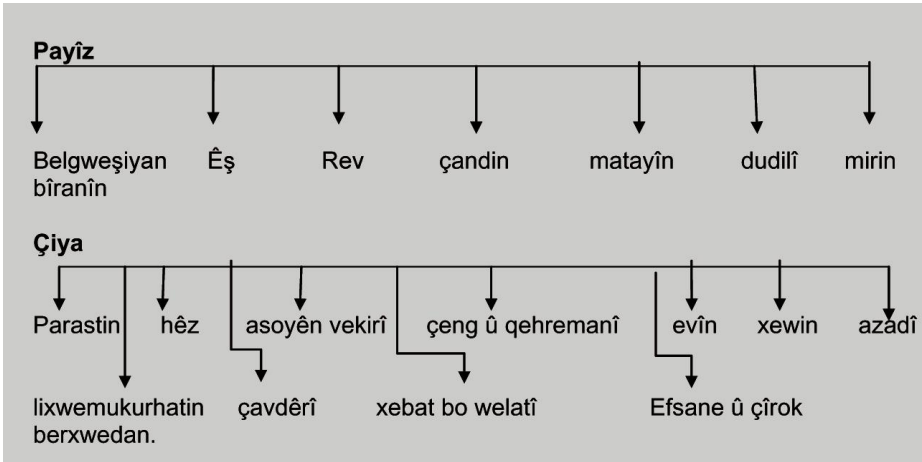 Payîz
Belgweşiyan Êş Rev çandin matayîn dudilî mirin
bîranîn
Çiya
Parastin hêz asoyên vekirî çeng û qehremanî evîn xewin azadî
lixwemukurhatin çavdêrî xebat bo welatî Efsane û çîrok
berxwedan.